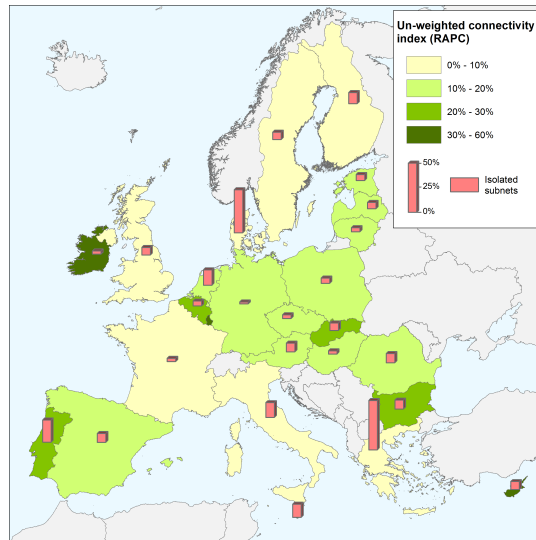 Un-weighted connectivity
index (RAPC)
0% - 10%
10% - 20%
20% - 30%
30% - 60%
50%
25%
0%
Isolated
subnets